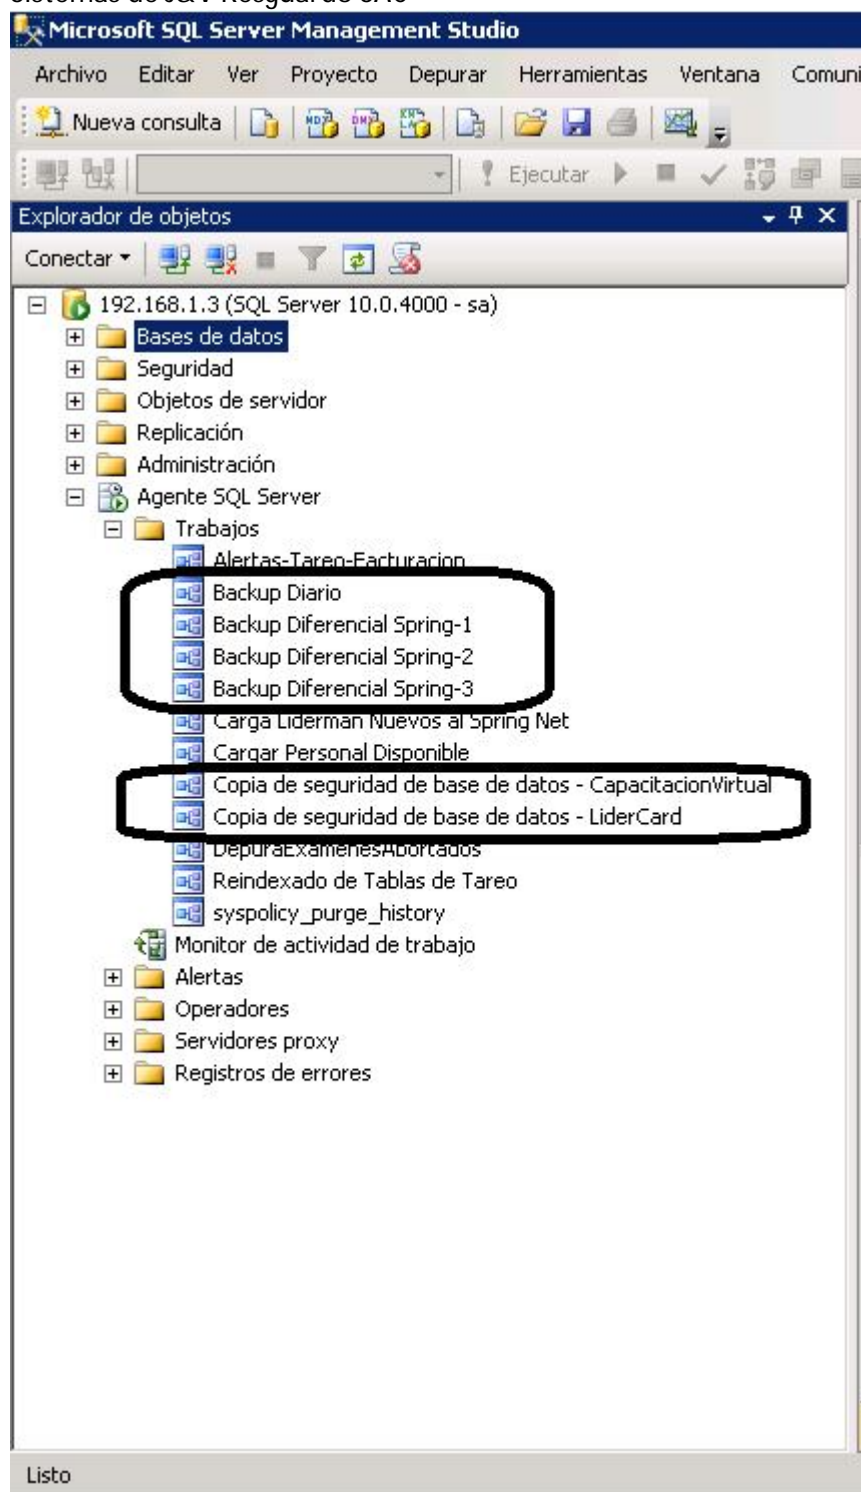 sistemas de J&V Resguardo SAC
Microsoft SQL Server Management Studio
Archivo Editar Ver Proyecto Depurar Herramientas Ventana Comuni
Nueva consulta
Ejecutar
Explorador de objetos
Conectar
192.168.1.3 (SQL Server 10.0.4000 - sa)
Bases de datos
Seguridad
Objetos de servidor
Replicación
Administración
Agente SQL Server
Trabajos
Alertas-Tareo-Facturacion
Backup Diario
Backup Diferencial Spring-1
Backup Diferencial Spring-2
Backup Diferencial Spring-3
Carga Liderman Nuevos al Spring Net
Cargar Personal Disponible
Copia de seguridad de base de datos - CapacitacionVirtual
Copia de seguridad de base de datos - LiderCard
DepuraExamenesAbortados
Reindexado de Tablas de Tareo
syspolicy_purge_history
Monitor de actividad de trabajo
Alertas
Operadores
Servidores proxy
Registros de errores
Listo